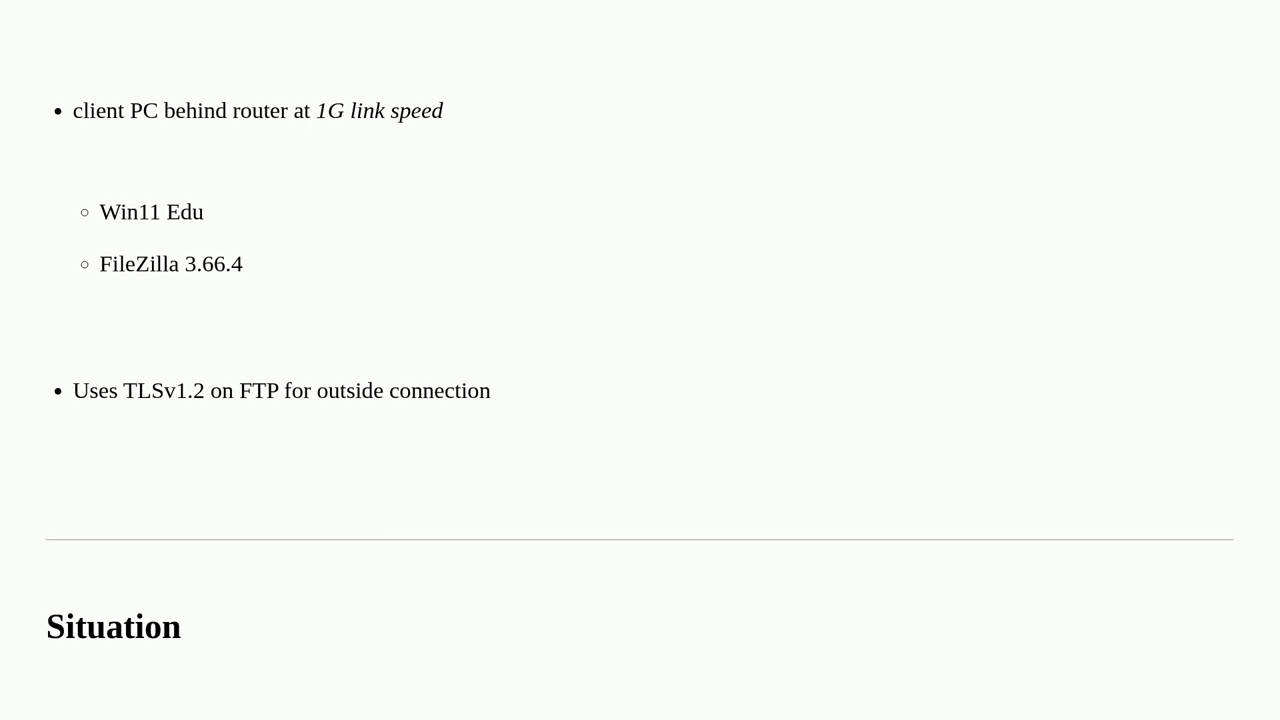 client PC behind router at 1G link speed
Win11 Edu
FileZilla 3.66.4
Uses TLSv1.2 on FTP for outside connection
Situation